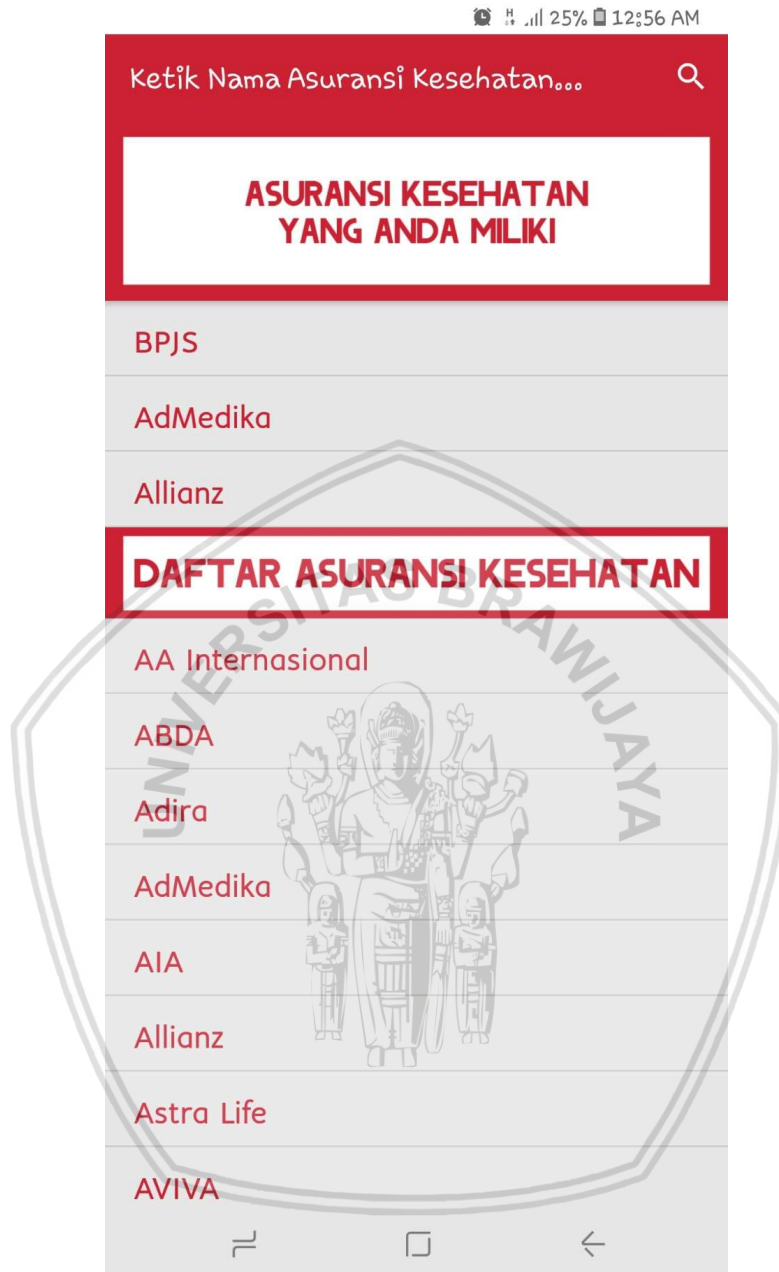 25% 12:56 AM
Ketik Nama Asuransi Kesehatan...
ASURANSI KESEHATAN
YANG ANDA MILIKI
BPJS
AdMedika
Allianz
DAFTAR ASURANSI KESEHATAN
AA Internasional
ABDA
Adira
AdMedika
AIA
Allianz
Astra Life
AVIVA
UNIVERSITAS BRAWIJAYA